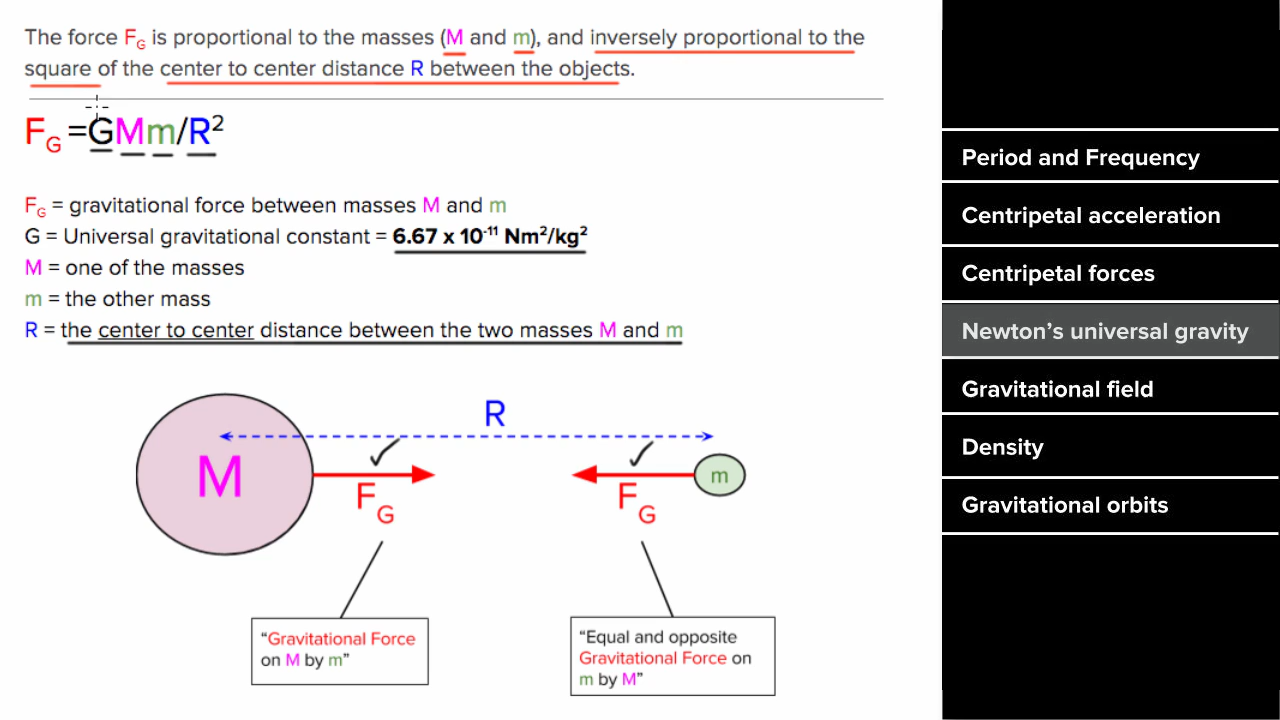 The force FG is proportional to the masses (M and m), and inversely proportional to the
square of the center to center distance R between the objects.
FG =GMm/R²
FG = gravitational force between masses M and m
G = Universal gravitational constant = 6.67 x 10⁻¹¹ Nm²/kg²
M = one of the masses
m = the other mass
R = the center to center distance between the two masses M and m
R
M
m
FG
FG
“Gravitational Force
on M by m”
“Equal and opposite
Gravitational Force on
m by M”
Period and Frequency
Centripetal acceleration
Centripetal forces
Newton’s universal gravity
Gravitational field
Density
Gravitational orbits